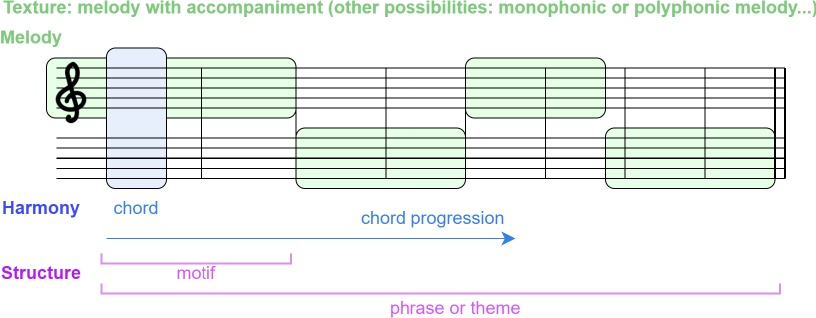 Texture: melody with accompaniment (other possibilities: monophonic or polyphonic melody...)
Melody
Harmony chord
chord progression
Structure motif
phrase or theme